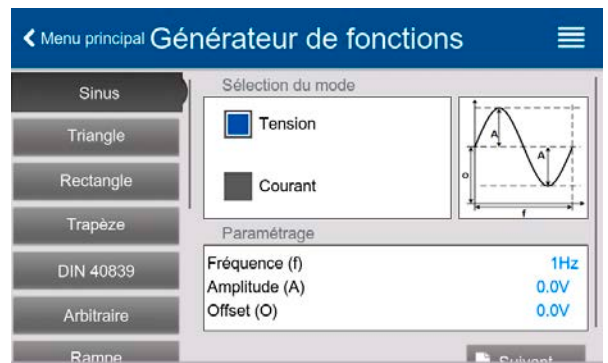 Menu principal Générateur de fonctions
Sinus
Triangle
Rectangle
Trapèze
DIN 40839
Arbitraire
Rampe
Sélection du mode
Tension
Courant
A
A
o
f
Paramétrage
Fréquence (f) 1Hz
Amplitude (A) 0.0V
Offset (O) 0.0V
Suivant